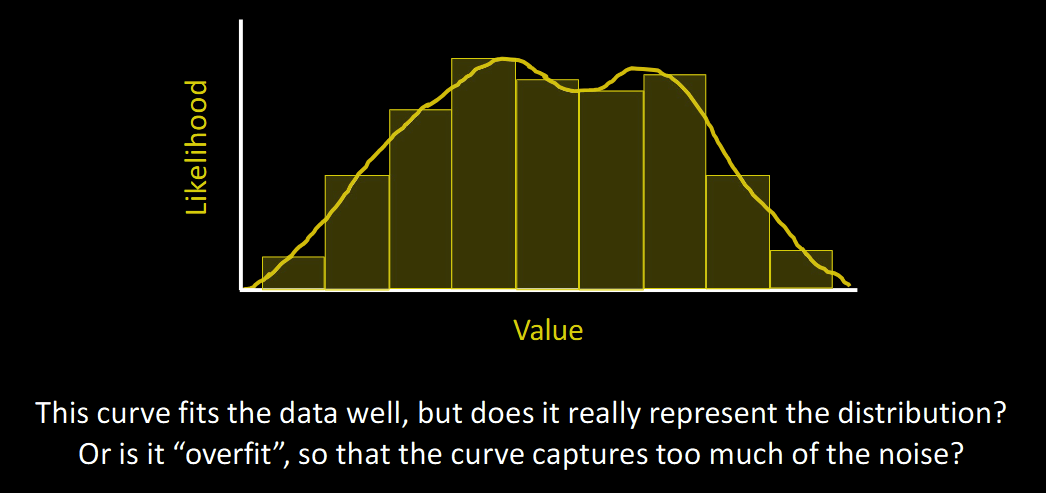 Likelihood
Value
This curve fits the data well, but does it really represent the distribution?
Or is it “overfit”, so that the curve captures too much of the noise?